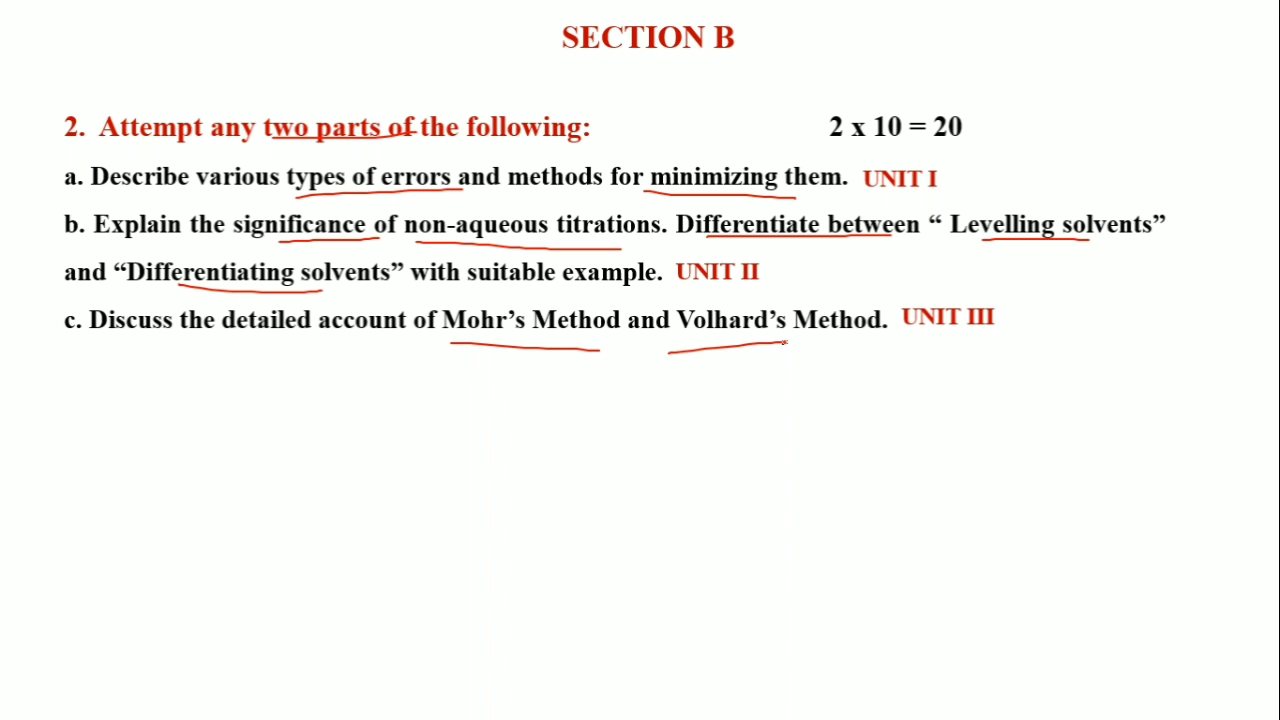 SECTION B
2. Attempt any two parts of the following: 2 x 10 = 20
a. Describe various types of errors and methods for minimizing them. UNIT I
b. Explain the significance of non-aqueous titrations. Differentiate between “ Levelling solvents”
and “Differentiating solvents” with suitable example. UNIT II
c. Discuss the detailed account of Mohr’s Method and Volhard’s Method. UNIT III